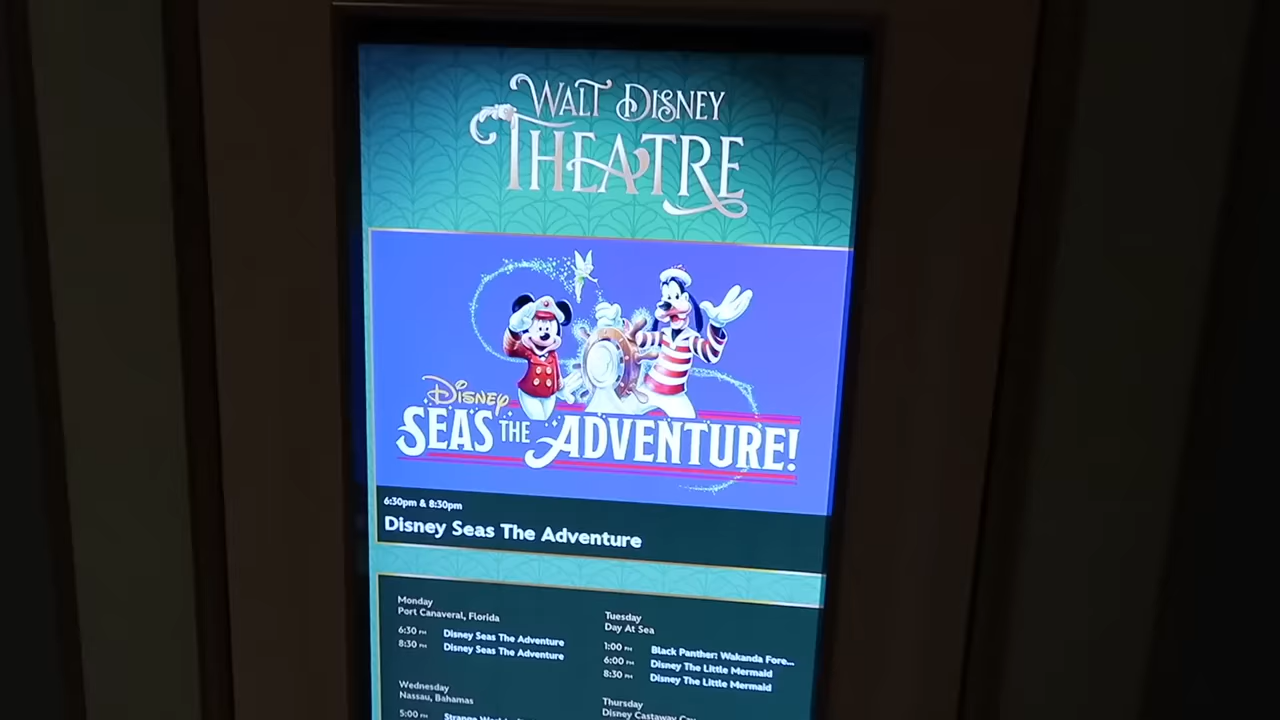 WALT DISNEY
THEATRE
DISNEY
SEAS THE ADVENTURE!
6:30pm & 8:30pm
Disney Seas The Adventure
Monday
Port Canaveral, Florida
6:30 PM Disney Seas The Adventure
8:30 PM Disney Seas The Adventure
Tuesday
Day At Sea
1:00 PM Black Panther: Wakanda Fore...
6:00 PM Disney The Little Mermaid
8:30 PM Disney The Little Mermaid
Wednesday
Nassau, Bahamas
5:00 PM Strange
Thursday
Disney Castaway